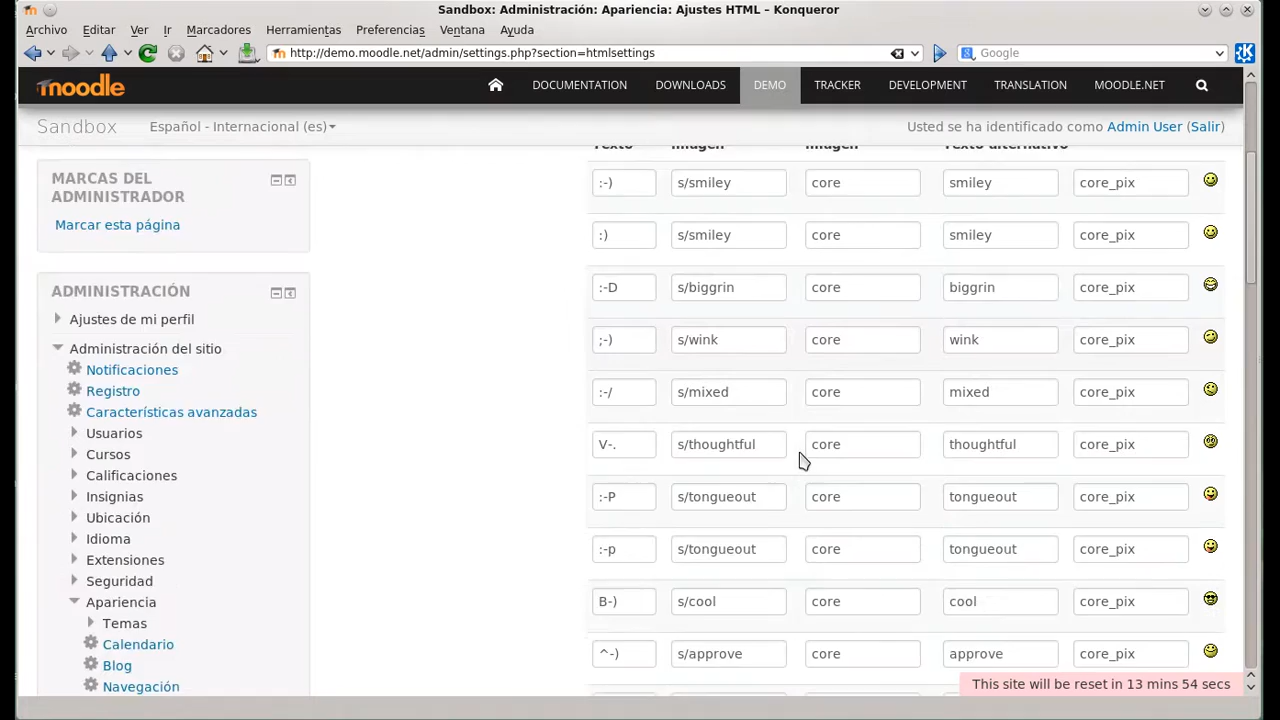 Sandbox: Administración: Apariencia: Ajustes HTML – Konqueror
Archivo Editar Ver Ir Marcadores Herramientas Preferencias Ventana Ayuda
http://demo.moodle.net/admin/settings.php?section=htmlsettings Google
moodle DOCUMENTATION DOWNLOADS DEMO TRACKER DEVELOPMENT TRANSLATION MOODLE.NET
Sandbox Español - Internacional (es) Usted se ha identificado como Admin User (Salir)
MARCAS DEL
ADMINISTRADOR
Marcar esta página
ADMINISTRACIÓN
Ajustes de mi perfil
Administración del sitio
Notificaciones
Registro
Características avanzadas
Usuarios
Cursos
Calificaciones
Insignias
Ubicación
Idioma
Extensiones
Seguridad
Apariencia
Temas
Calendario
Blog
Navegación
Texto Imagen Imagen Texto alternativo
:-) s/smiley core smiley core_pix
:) s/smiley core smiley core_pix
:-D s/biggrin core biggrin core_pix
;-) s/wink core wink core_pix
:-/ s/mixed core mixed core_pix
V-. s/thoughtful core thoughtful core_pix
:-P s/tongueout core tongueout core_pix
:-p s/tongueout core tongueout core_pix
B-) s/cool core cool core_pix
^-) s/approve core approve core_pix
This site will be reset in 13 mins 54 secs